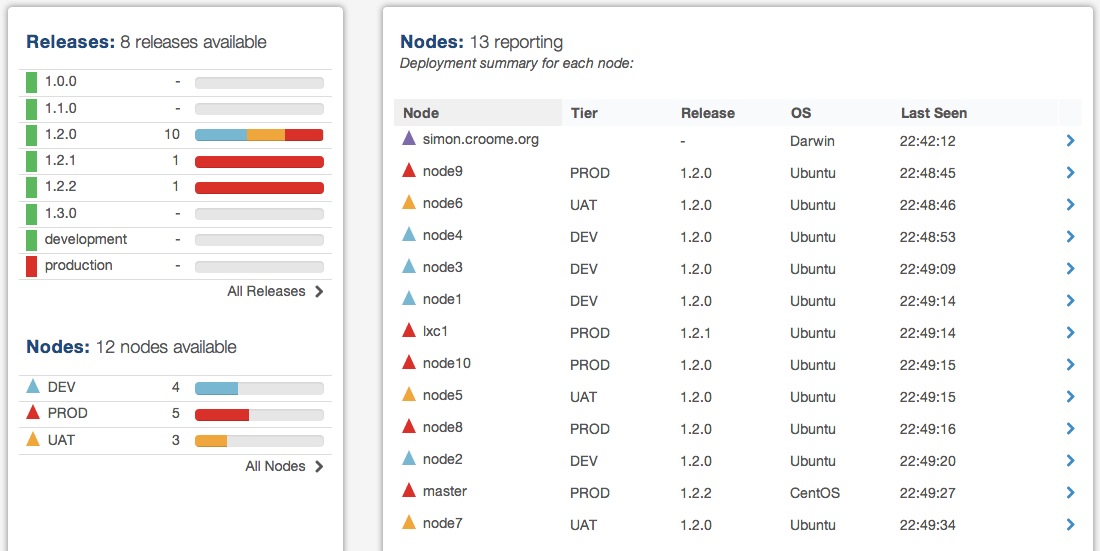 Releases: 8 releases available
1.0.0 -
1.1.0 -
1.2.0 10
1.2.1 1
1.2.2 1
1.3.0 -
development -
production -
All Releases
Nodes: 12 nodes available
DEV 4
PROD 5
UAT 3
All Nodes
Nodes: 13 reporting
Deployment summary for each node:
Node Tier Release OS Last Seen
simon.croome.org - Darwin 22:42:12
node9 PROD 1.2.0 Ubuntu 22:48:45
node6 UAT 1.2.0 Ubuntu 22:48:46
node4 DEV 1.2.0 Ubuntu 22:48:53
node3 DEV 1.2.0 Ubuntu 22:49:09
node1 DEV 1.2.0 Ubuntu 22:49:14
lxc1 PROD 1.2.1 Ubuntu 22:49:14
node10 PROD 1.2.0 Ubuntu 22:49:15
node5 UAT 1.2.0 Ubuntu 22:49:15
node8 PROD 1.2.0 Ubuntu 22:49:16
node2 DEV 1.2.0 Ubuntu 22:49:20
master PROD 1.2.2 CentOS 22:49:27
node7 UAT 1.2.0 Ubuntu 22:49:34